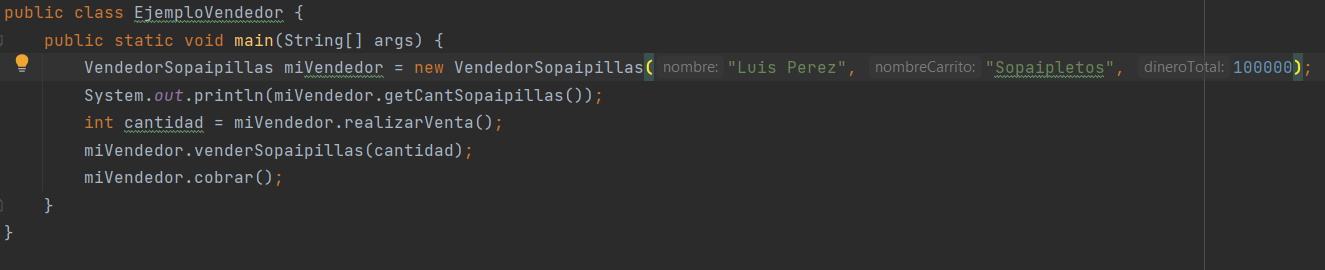 public class EjemploVendedor {
public static void main(String[] args) {
VendedorSopaipillas miVendedor = new VendedorSopaipillas( nombre: "Luis Perez", nombreCarrito: "Sopaipletos", dineroTotal: 100000);
System.out.println(miVendedor.getCantSopaipillas());
int cantidad = miVendedor.realizarVenta();
miVendedor.venderSopaipillas(cantidad);
miVendedor.cobrar();
}
}